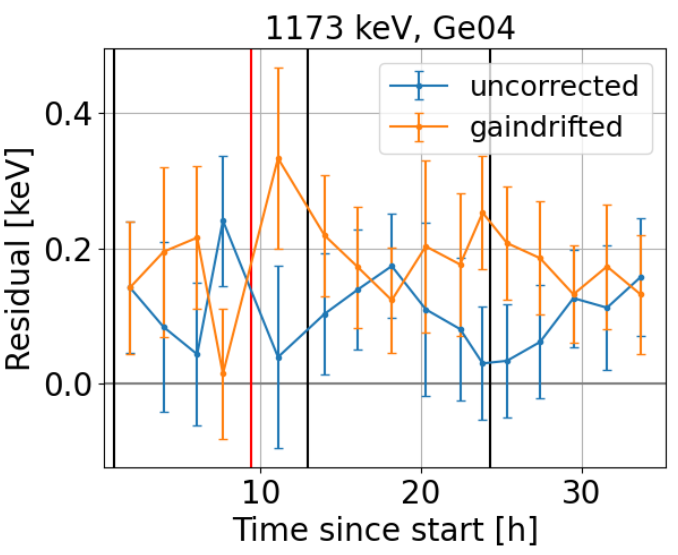 1173 keV, Ge04
uncorrected
gaindrifted
Residual [keV]
0.4
0.2
0.0
10 20 30
Time since start [h]